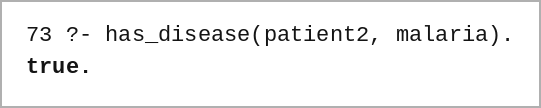 73 ?- has_disease(patient2, malaria).
true.